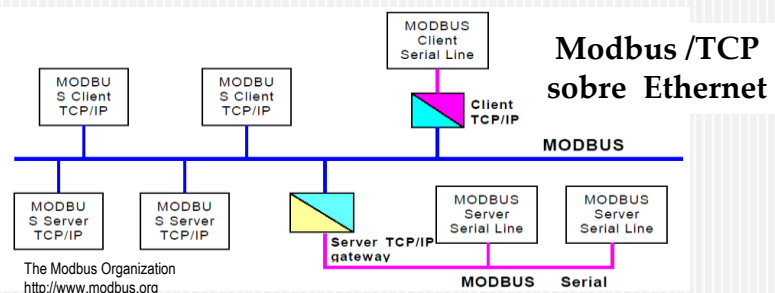 MODBUS
Client
Serial Line
Modbus /TCP
sobre Ethernet
MODBU
S Client
TCP/IP
MODBU
S Client
TCP/IP
Client
TCP/IP
MODBUS
MODBU
S Server
TCP/IP
MODBU
S Server
TCP/IP
Server TCP/IP
gateway
MODBUS
Server
Serial Line
MODBUS
Server
Serial Line
The Modbus Organization
http://www.modbus.org
MODBUS Serial